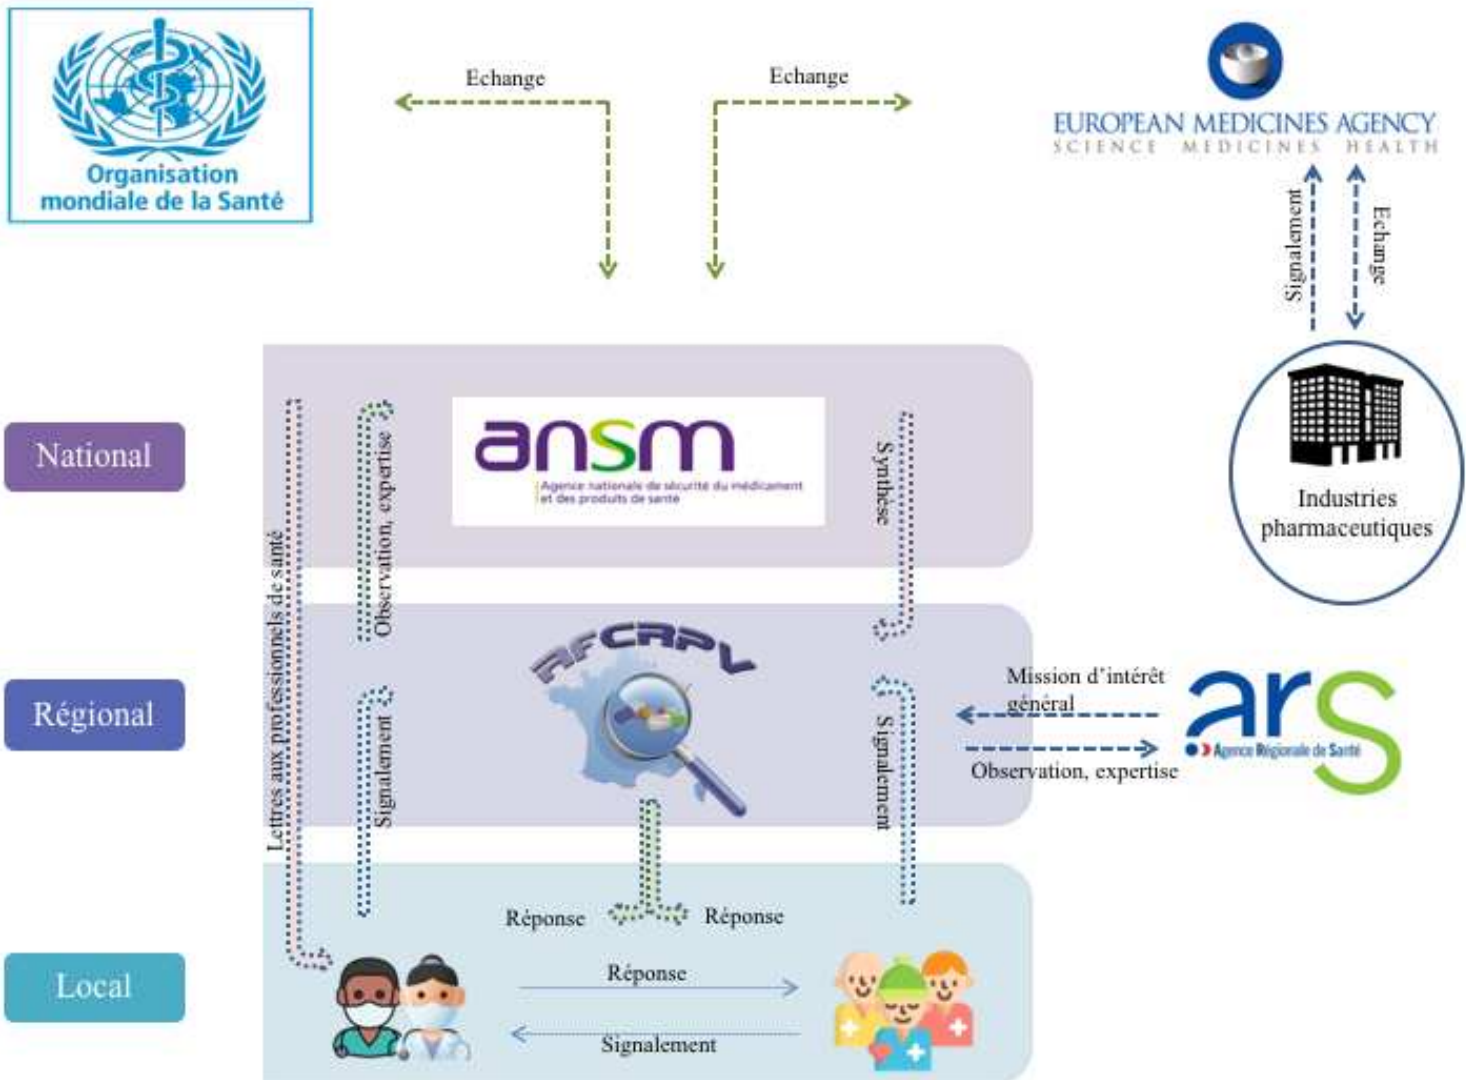 Organisation
mondiale de la Santé
Echange
Echange
EUROPEAN MEDICINES AGENCY
SCIENCE MEDICINES HEALTH
Signalement
Echange
Industries
pharmaceutiques
National
ansm
Agence nationale de sécurité du médicament
et des produits de santé
Observation, expertise
Synthèse
Lettres aux professionnels de santé
Régional
RFCRPV
Signalement
Signalement
Mission d’intérêt
général
Observation, expertise
ars
Agence Régionale de Santé
Local
Réponse
Réponse
Réponse
Signalement